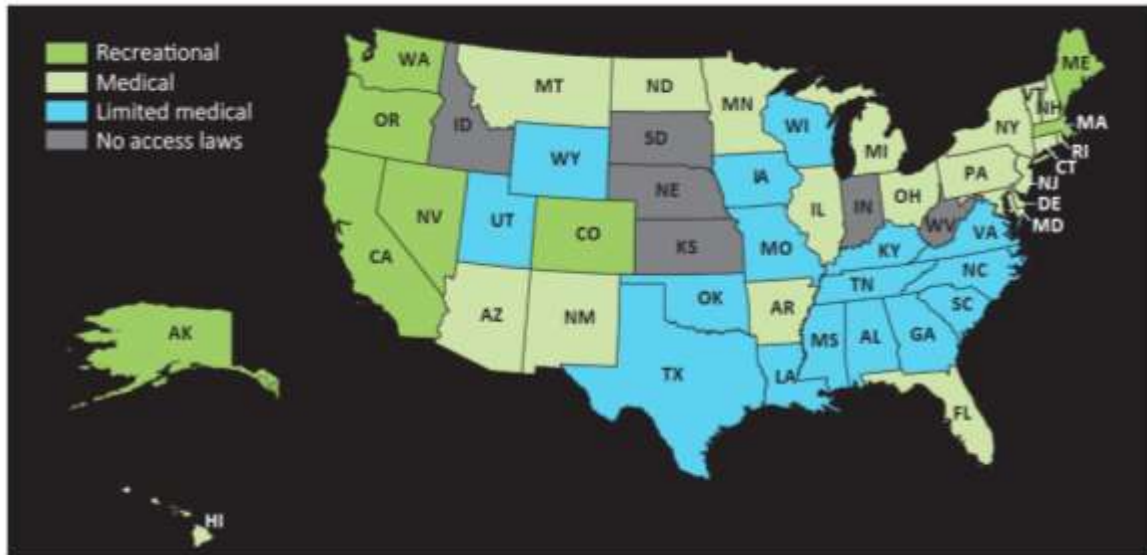 Recreational
Medical
Limited medical
No access laws
WA
MT
ND
MN
ME
VT
NH
OR
ID
SD
WI
NY
MA
WY
MI
RI
CT
NE
IA
PA
NJ
NV
UT
CO
IL
IN
OH
DE
CA
KS
MO
WV
MD
KY
VA
AZ
NM
OK
AR
TN
NC
SC
AK
TX
LA
MS
AL
GA
FL
HI